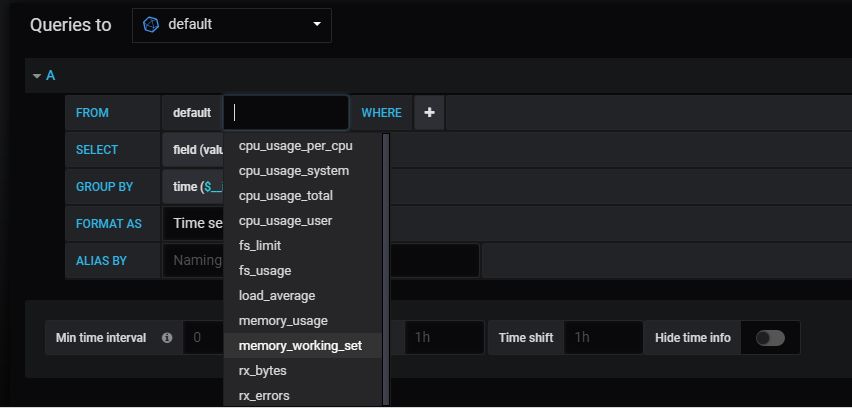 Queries to default
A
FROM default WHERE +
cpu_usage_per_cpu
SELECT field (valu
cpu_usage_system
GROUP BY time ($_i
cpu_usage_total
cpu_usage_user
FORMAT AS Time se
fs_limit
ALIAS BY Naming
fs_usage
load_average
memory_usage
Min time interval 0 1h Time shift 1h Hide time info
memory_working_set
rx_bytes
rx_errors